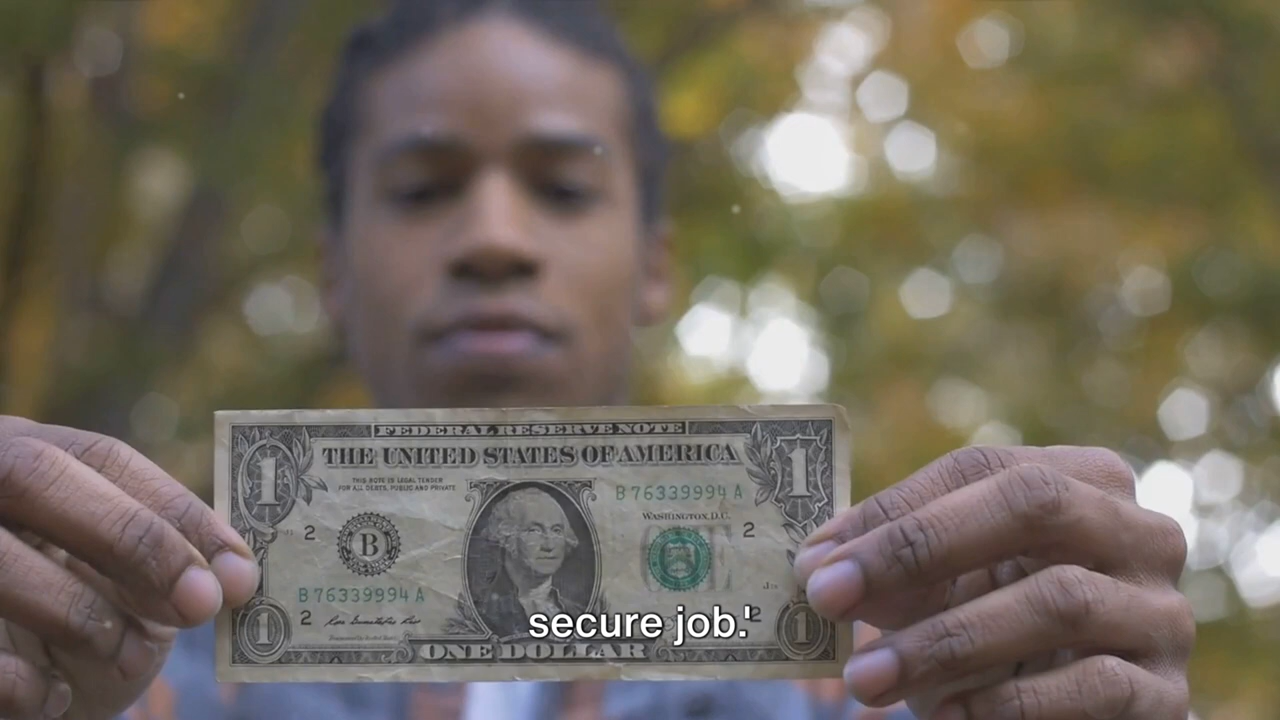 FEDERAL RESERVE NOTE
THE UNITED STATES OF AMERICA
THIS NOTE IS LEGAL TENDER
FOR ALL DEBTS, PUBLIC AND PRIVATE
B 76339994 A
WASHINGTON, D.C.
1
1
2
2
B
B 76339994 A
2
2
1
1
secure job.'
ONE DOLLAR